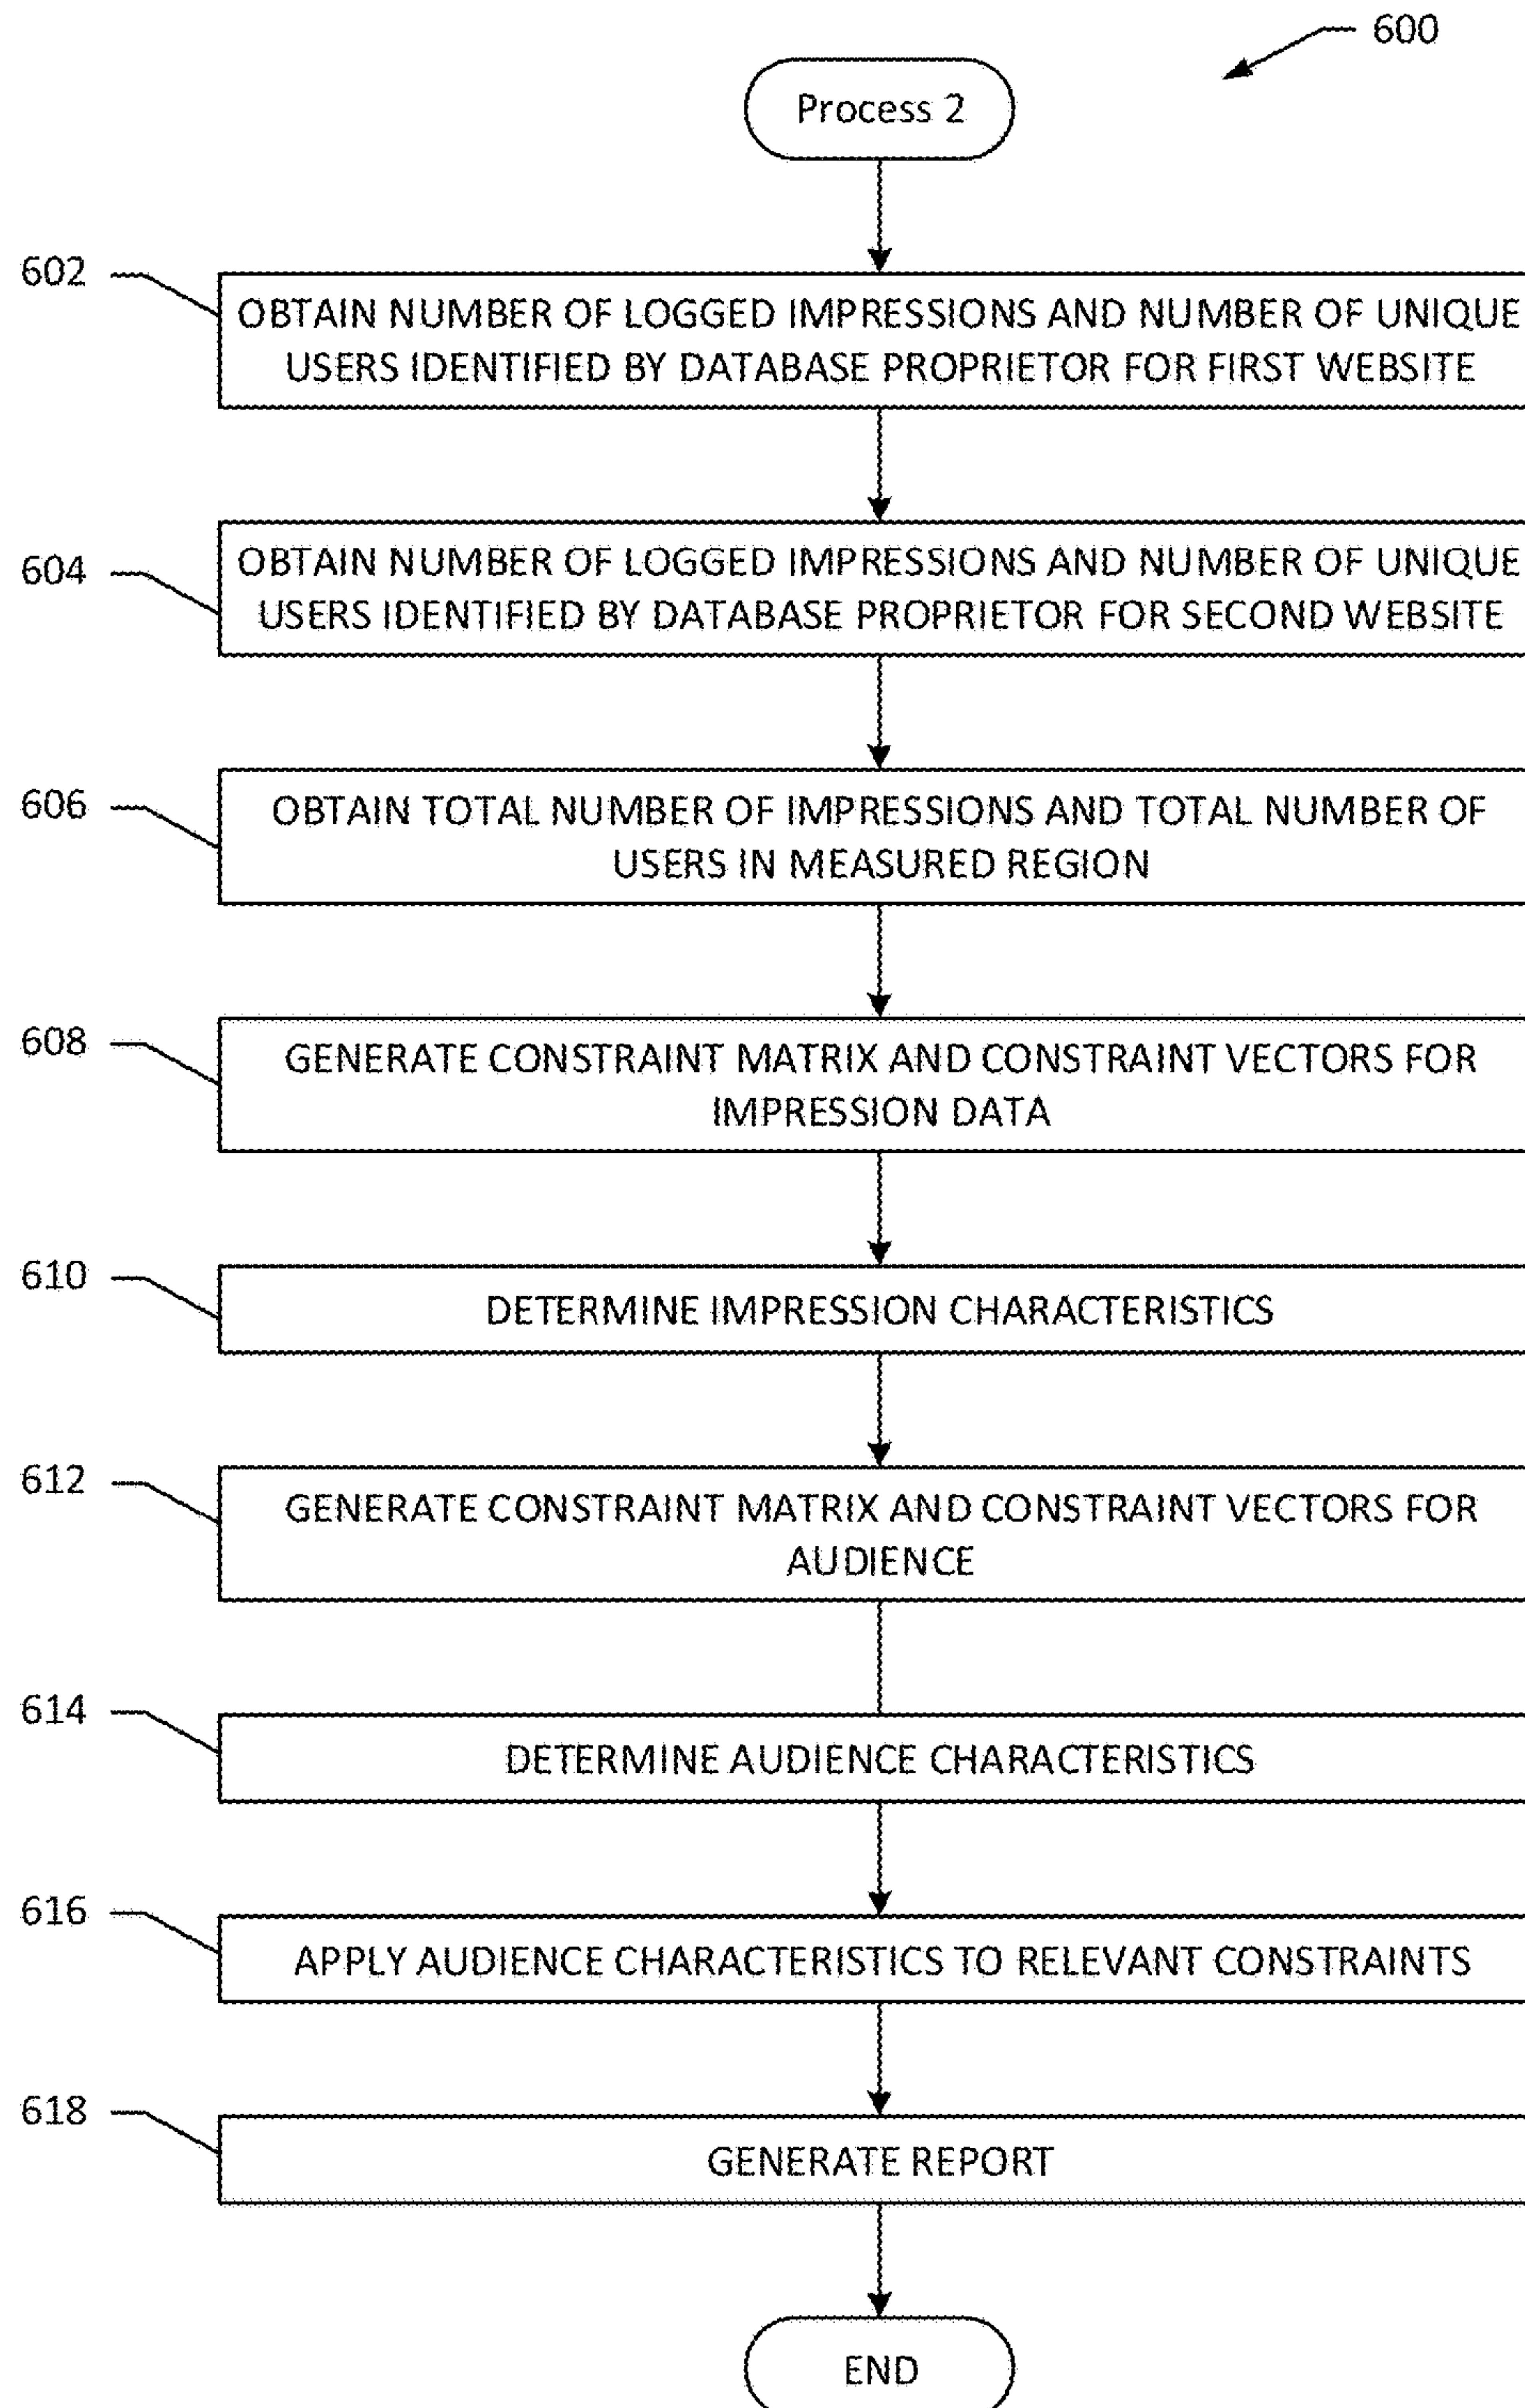 600
Process 2
602
OBTAIN NUMBER OF LOGGED IMPRESSIONS AND NUMBER OF UNIQUE
USERS IDENTIFIED BY DATABASE PROPRIETOR FOR FIRST WEBSITE
604
OBTAIN NUMBER OF LOGGED IMPRESSIONS AND NUMBER OF UNIQUE
USERS IDENTIFIED BY DATABASE PROPRIETOR FOR SECOND WEBSITE
606
OBTAIN TOTAL NUMBER OF IMPRESSIONS AND TOTAL NUMBER OF
USERS IN MEASURED REGION
608
GENERATE CONSTRAINT MATRIX AND CONSTRAINT VECTORS FOR
IMPRESSION DATA
610
DETERMINE IMPRESSION CHARACTERISTICS
612
GENERATE CONSTRAINT MATRIX AND CONSTRAINT VECTORS FOR
AUDIENCE
614
DETERMINE AUDIENCE CHARACTERISTICS
616
APPLY AUDIENCE CHARACTERISTICS TO RELEVANT CONSTRAINTS
618
GENERATE REPORT
END